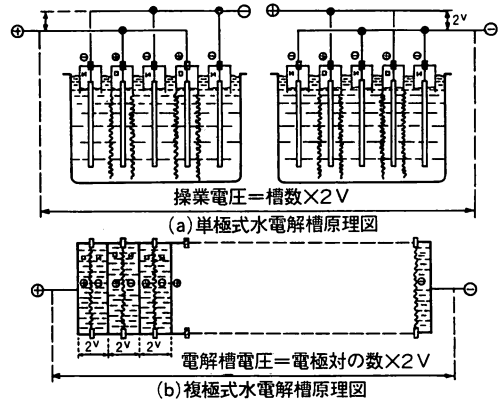 ⊖ ⊕
2V
⊕ ⊖
⊖ ⊕ ⊖ ⊕ ⊖ ⊖ ⊕ ⊖ ⊕ ⊖
操業電圧=槽数×2V
(a)単極式水電解槽原理図
⊕ ⊖
2V 2V 2V
電解槽電圧=電極対の数×2V
(b)複極式水電解槽原理図